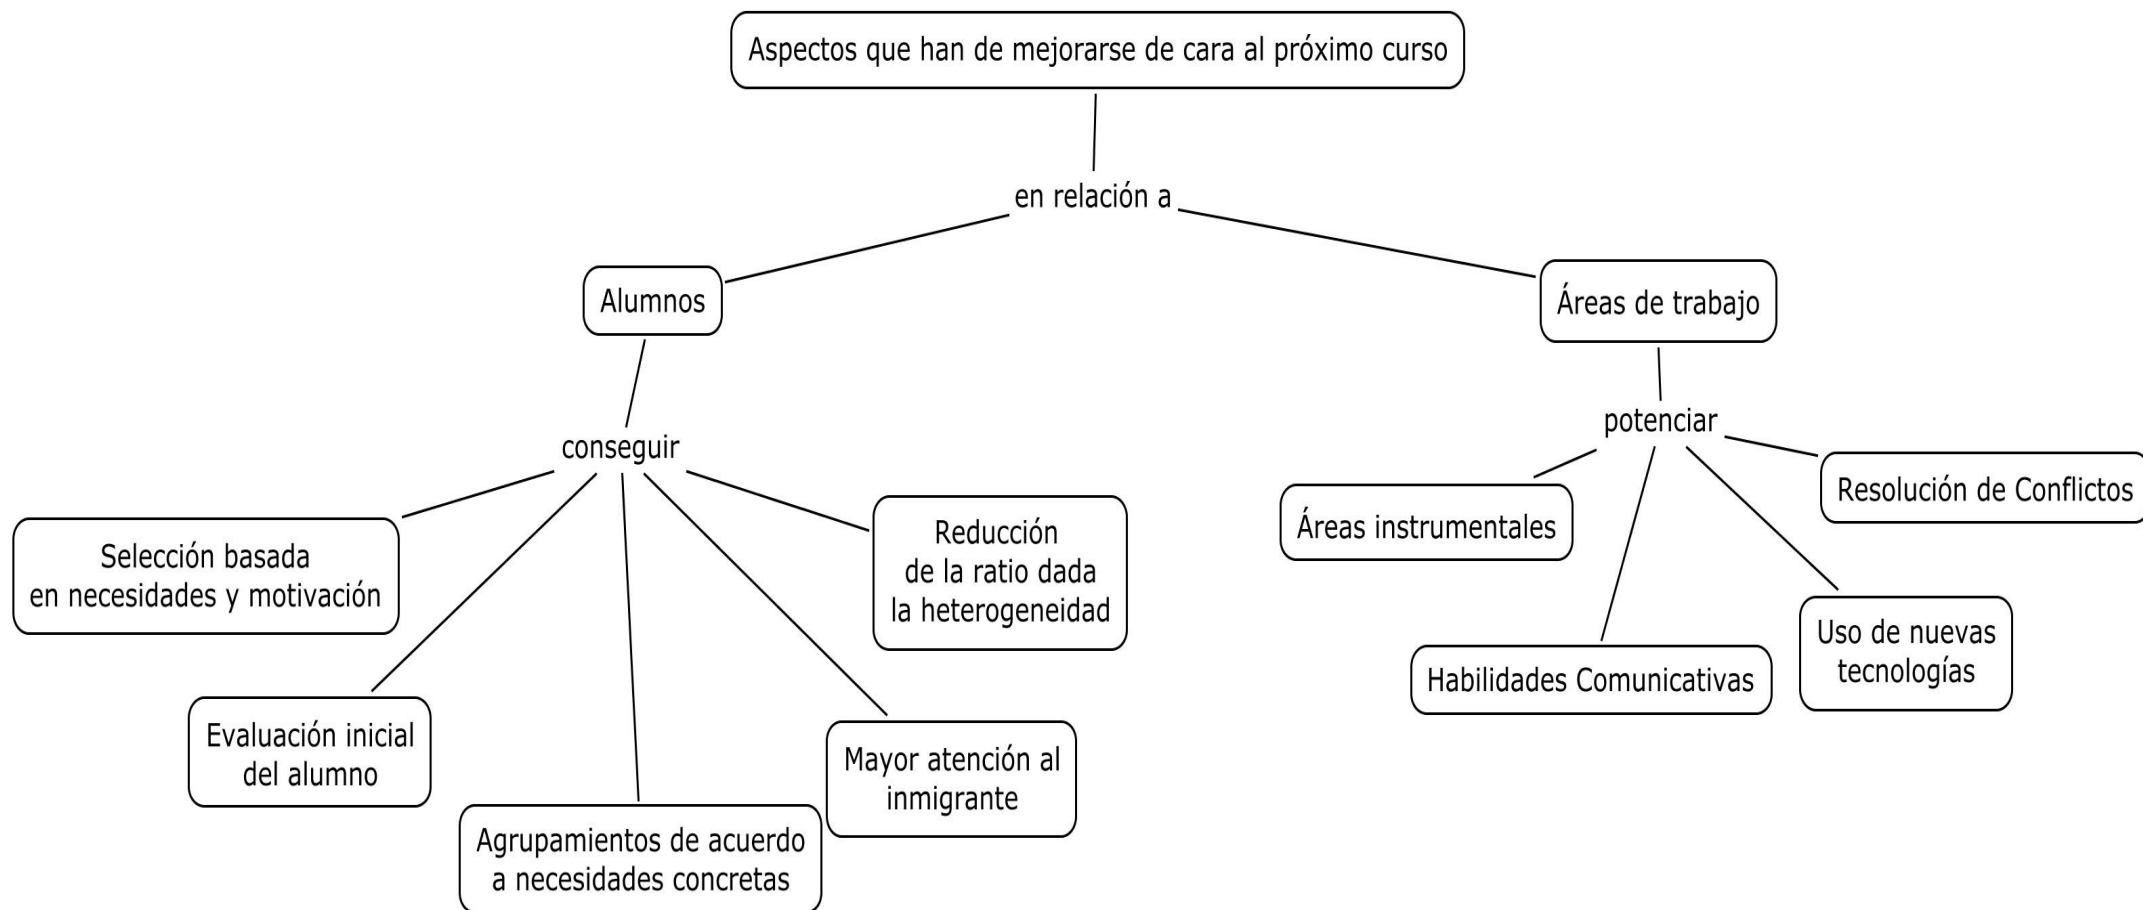 Aspectos que han de mejorarse de cara al próximo curso
en relación a
Alumnos
Áreas de trabajo
conseguir
potenciar
Selección basada
en necesidades y motivación
Evaluación inicial
del alumno
Agrupamientos de acuerdo
a necesidades concretas
Mayor atención al
inmigrante
Reducción
de la ratio dada
la heterogeneidad
Áreas instrumentales
Habilidades Comunicativas
Uso de nuevas
tecnologías
Resolución de Conflictos